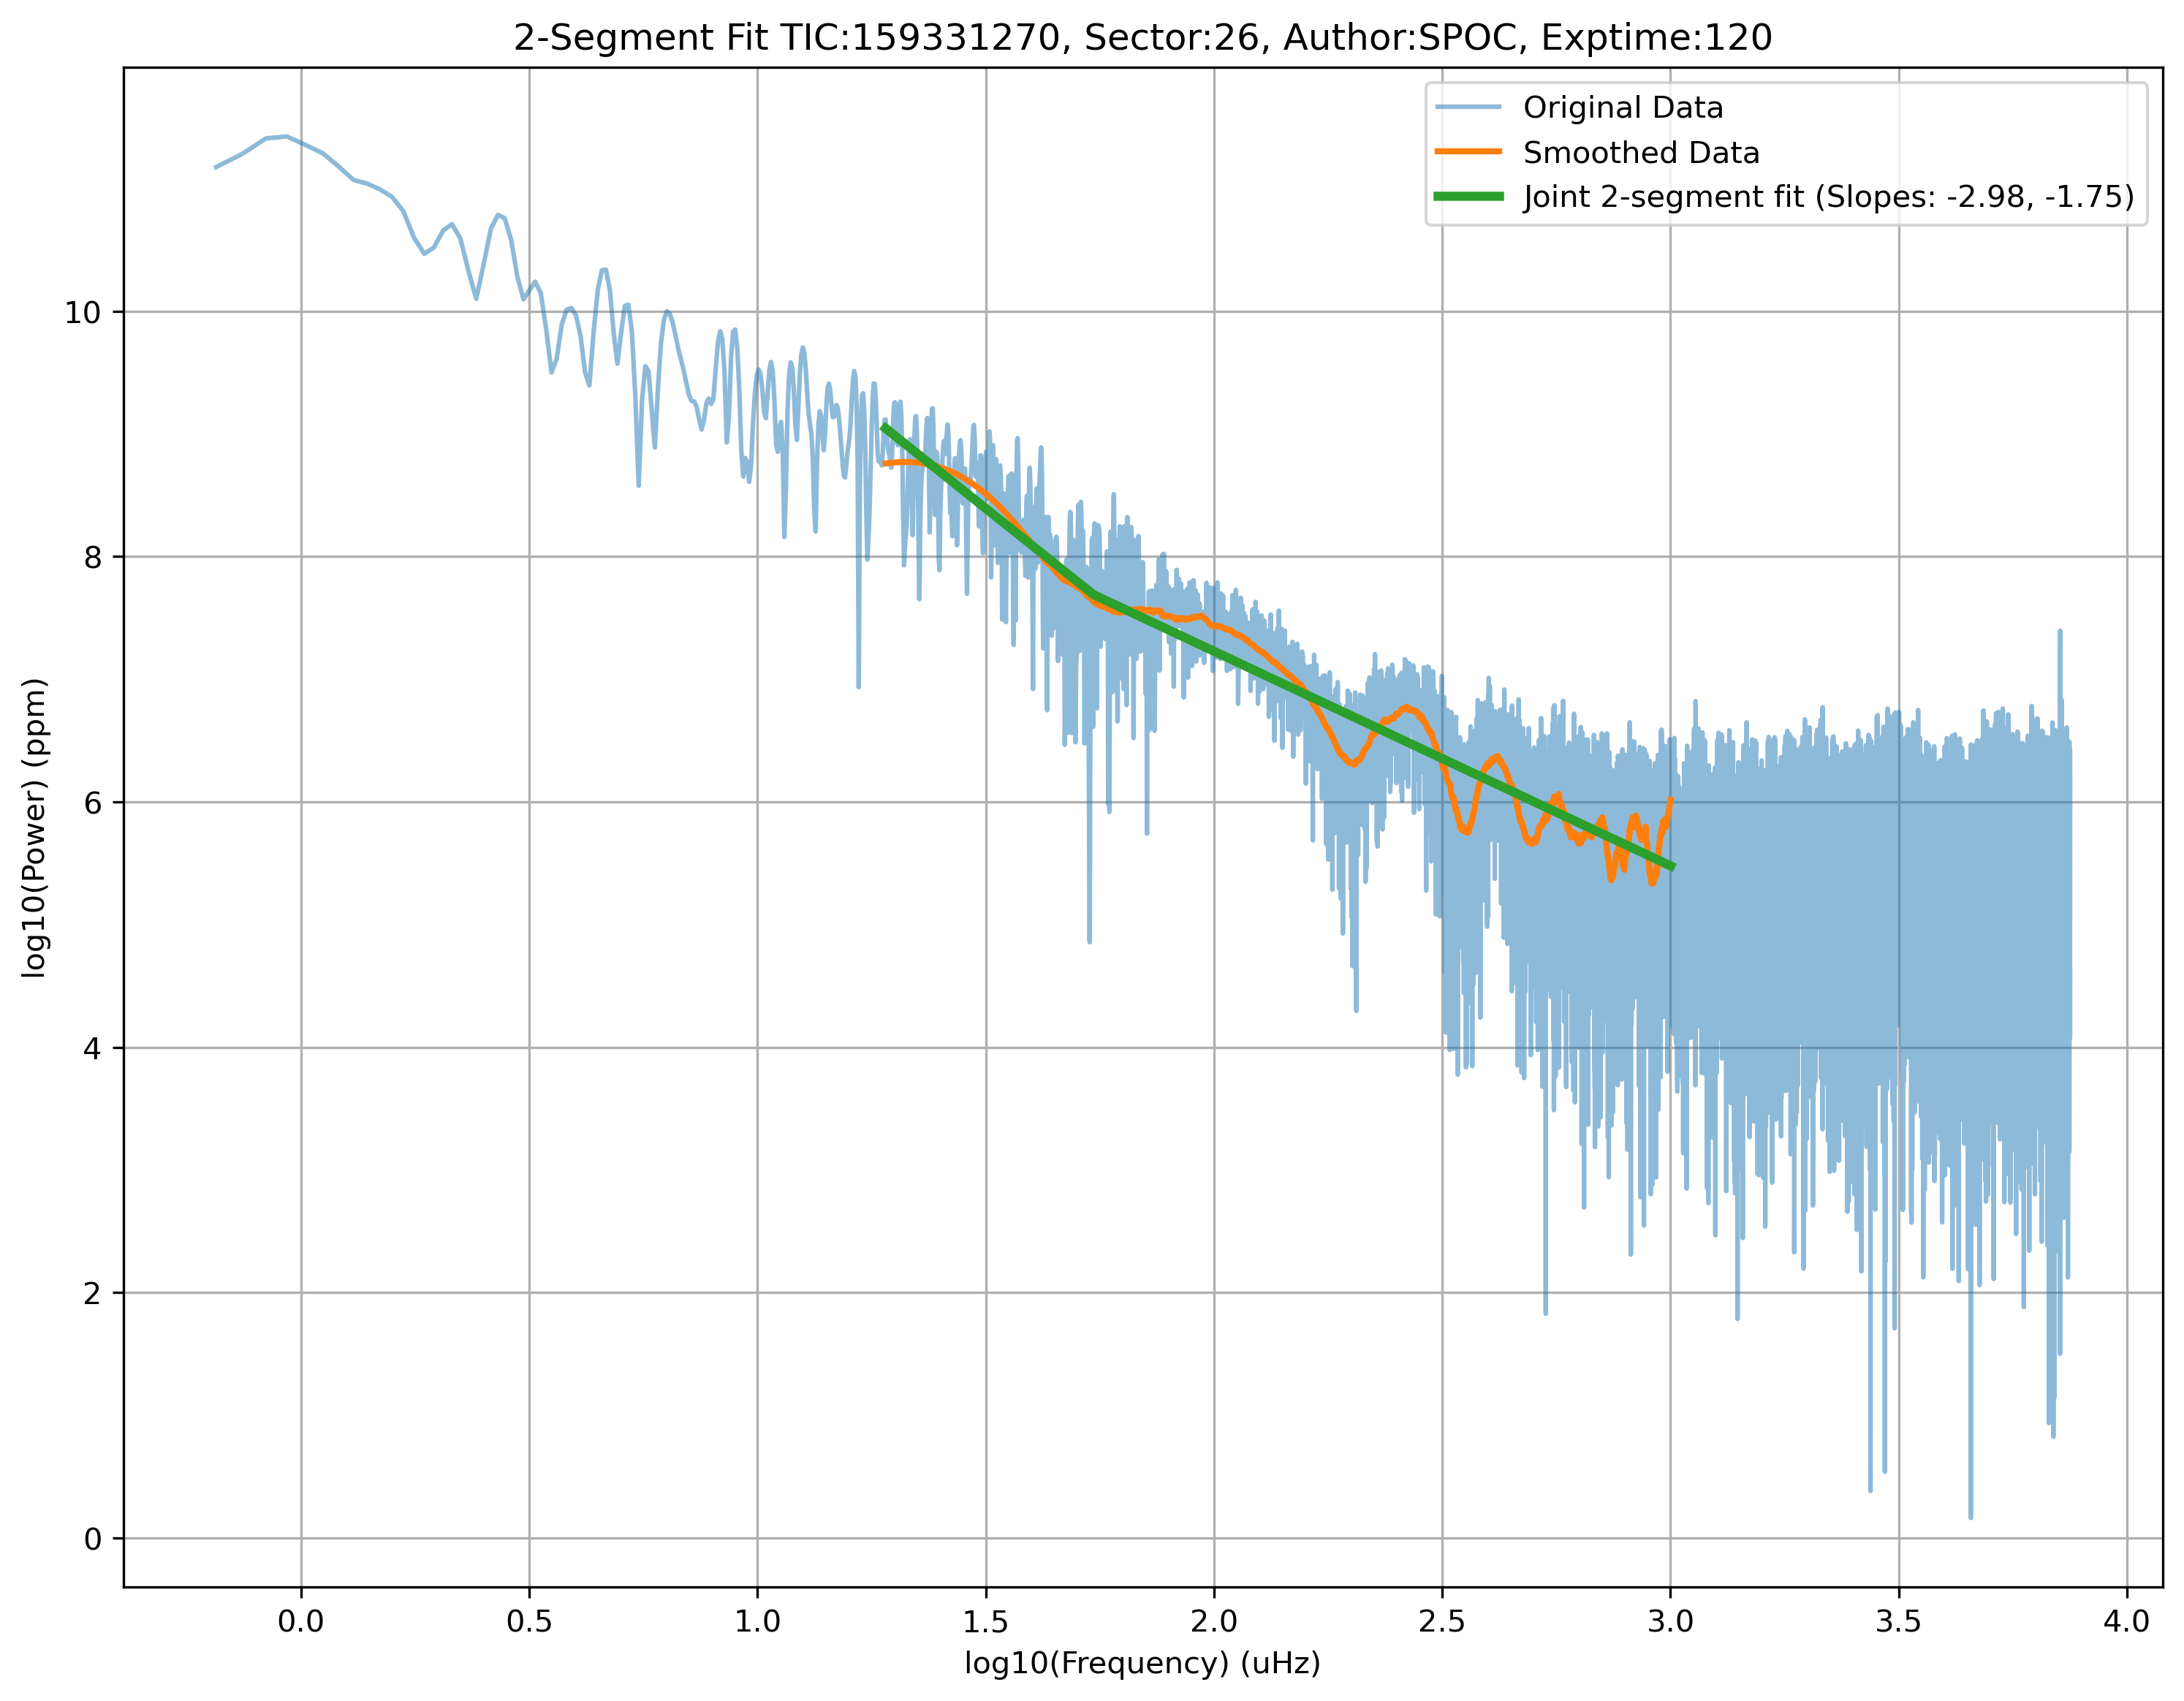 2-Segment Fit TIC:159331270, Sector:26, Author:SPOC, Exptime:120
Original Data
Smoothed Data
Joint 2-segment fit (Slopes: -2.98, -1.75)
log10(Power) (ppm)
10
8
6
4
2
0
0.0 0.5 1.0 1.5 2.0 2.5 3.0 3.5 4.0
log10(Frequency) (uHz)